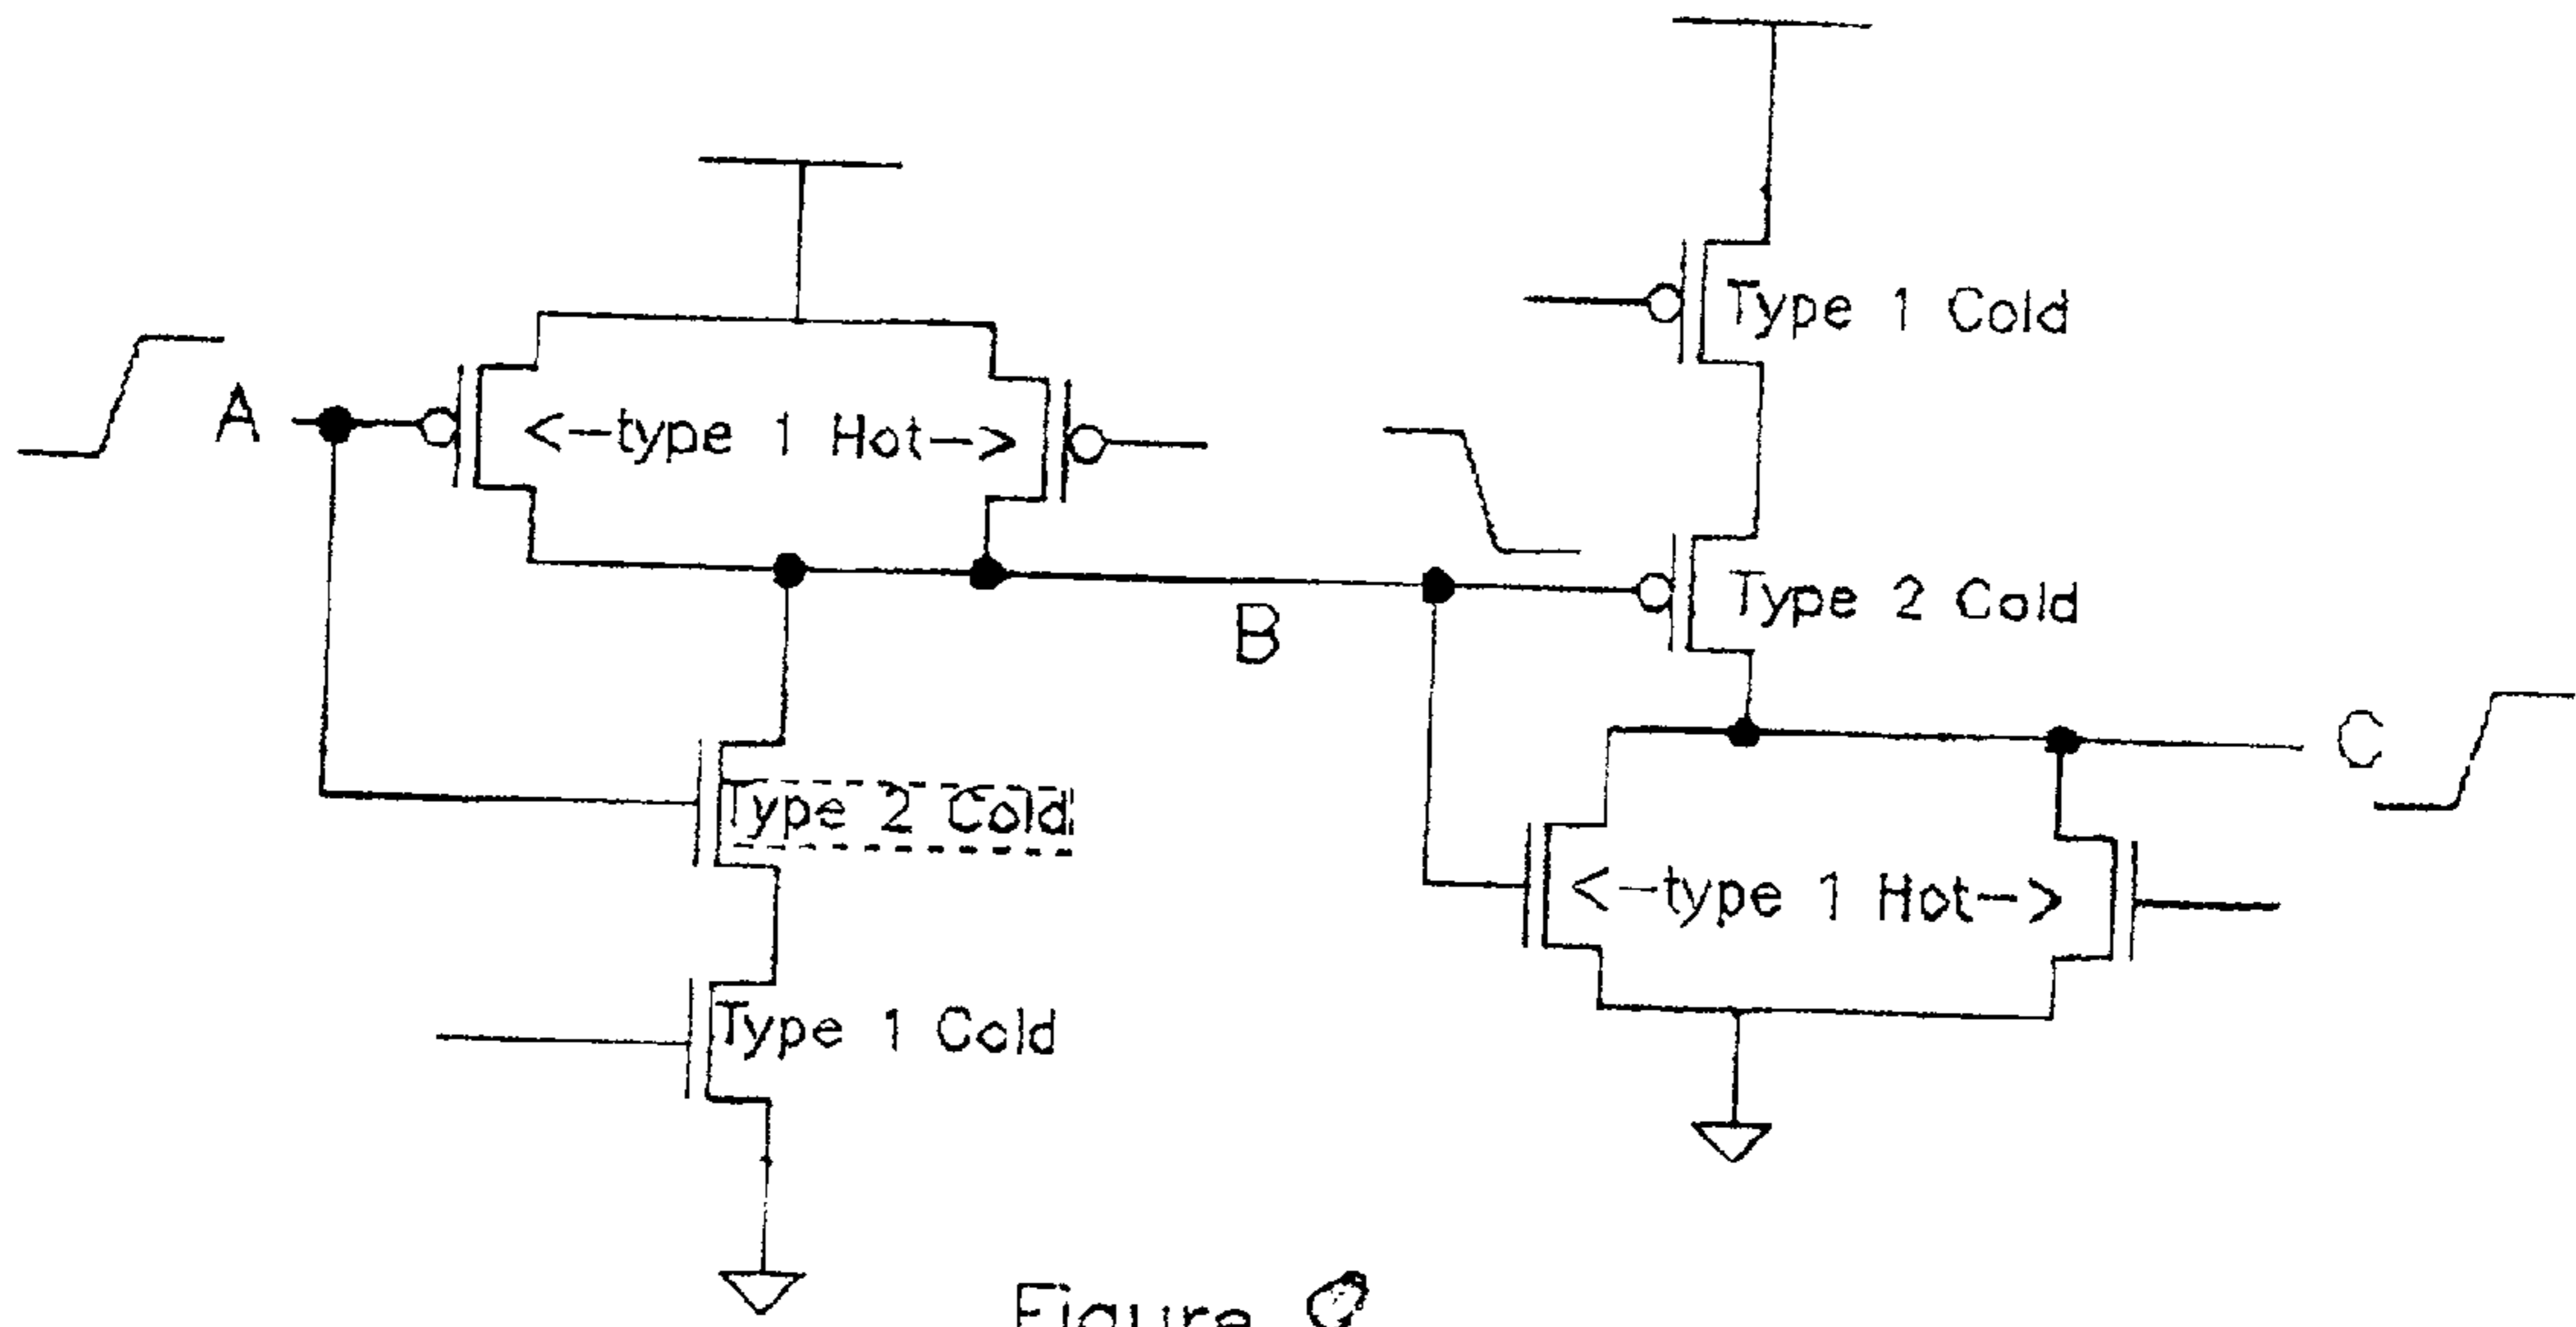 Type 1 Cold
A
<-type 1 Hot->
Type 2 Cold
B
C
Type 2 Cold
<-type 1 Hot->
Type 1 Cold
Figure